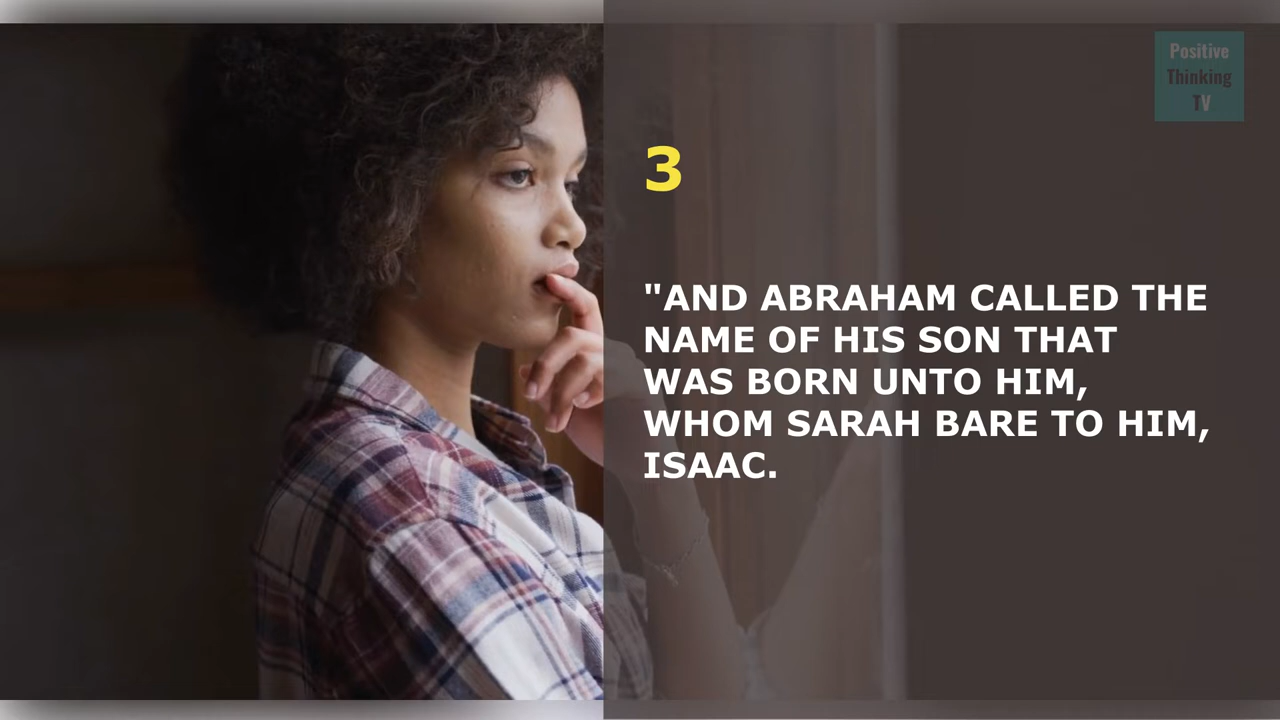 Positive
Thinking
TV
3
"AND ABRAHAM CALLED THE
NAME OF HIS SON THAT
WAS BORN UNTO HIM,
WHOM SARAH BARE TO HIM,
ISAAC.